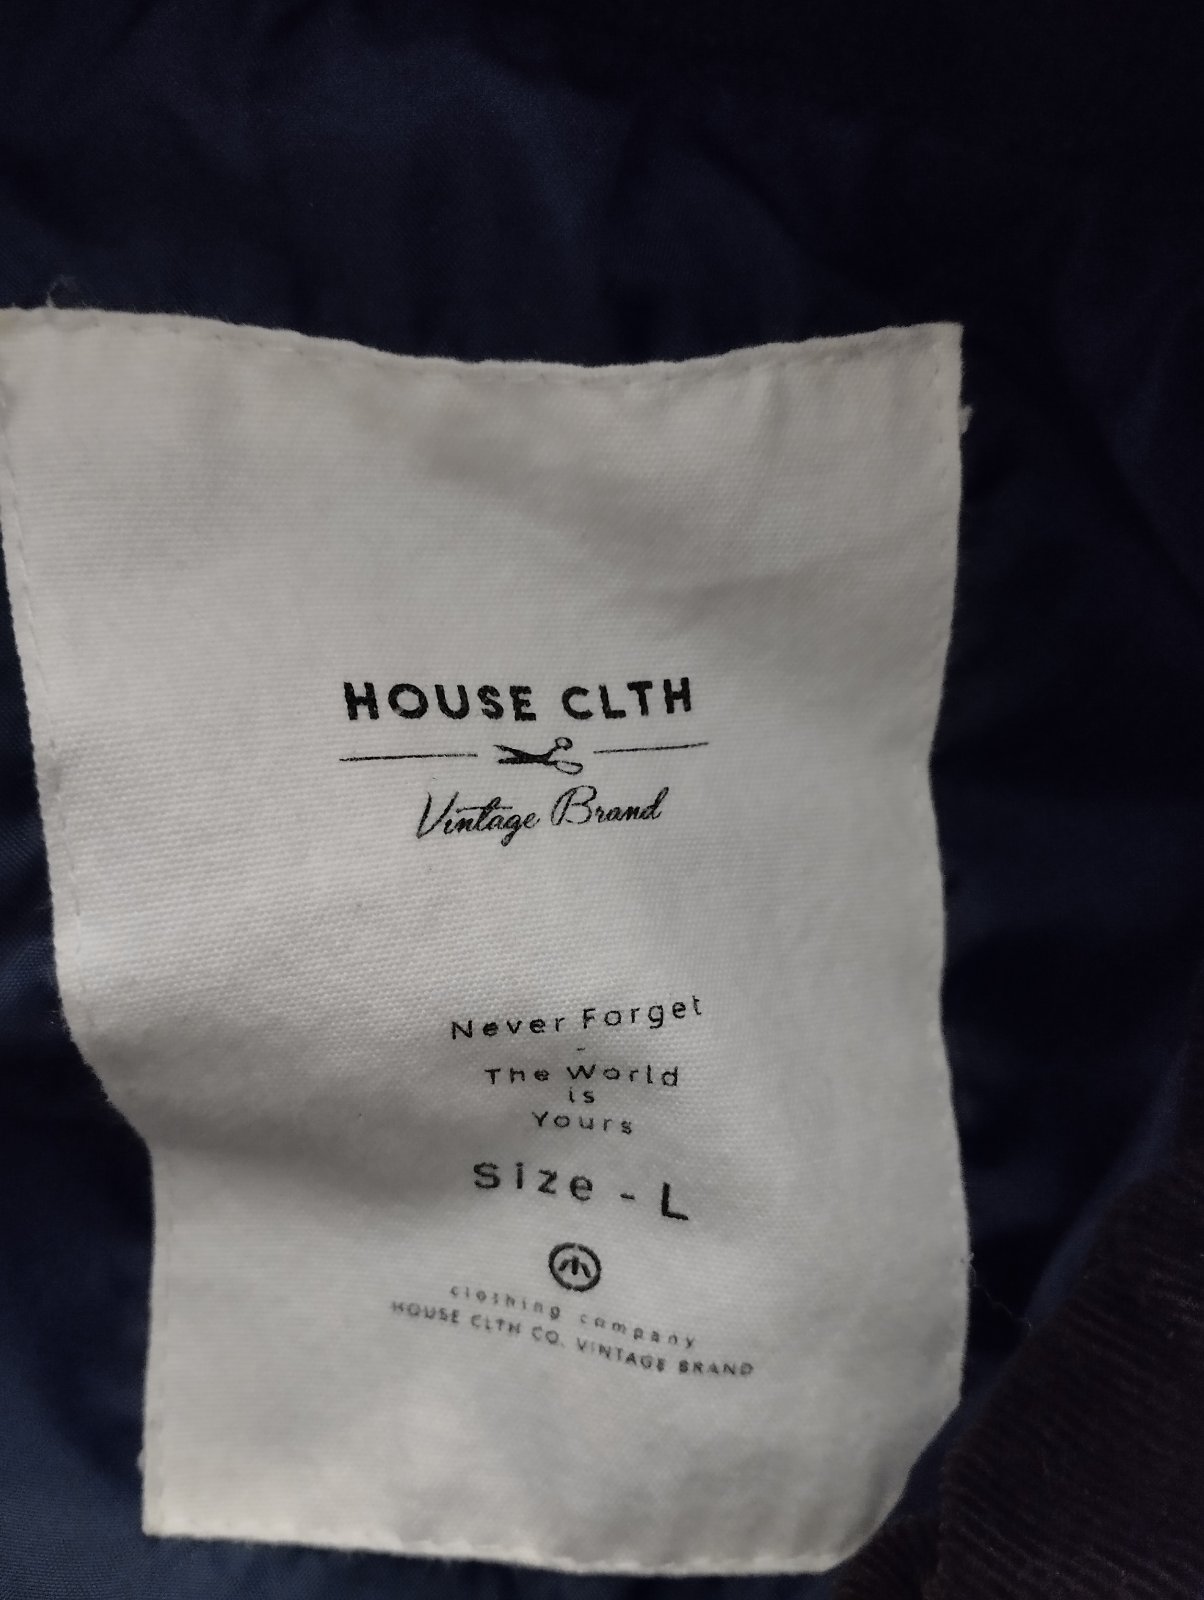 HOUSE CLTH
Vintage Brand
Never Forget
-
The World
is
Yours
Size - L
clothing company
HOUSE CLTH CO. VINTAGE BRAND